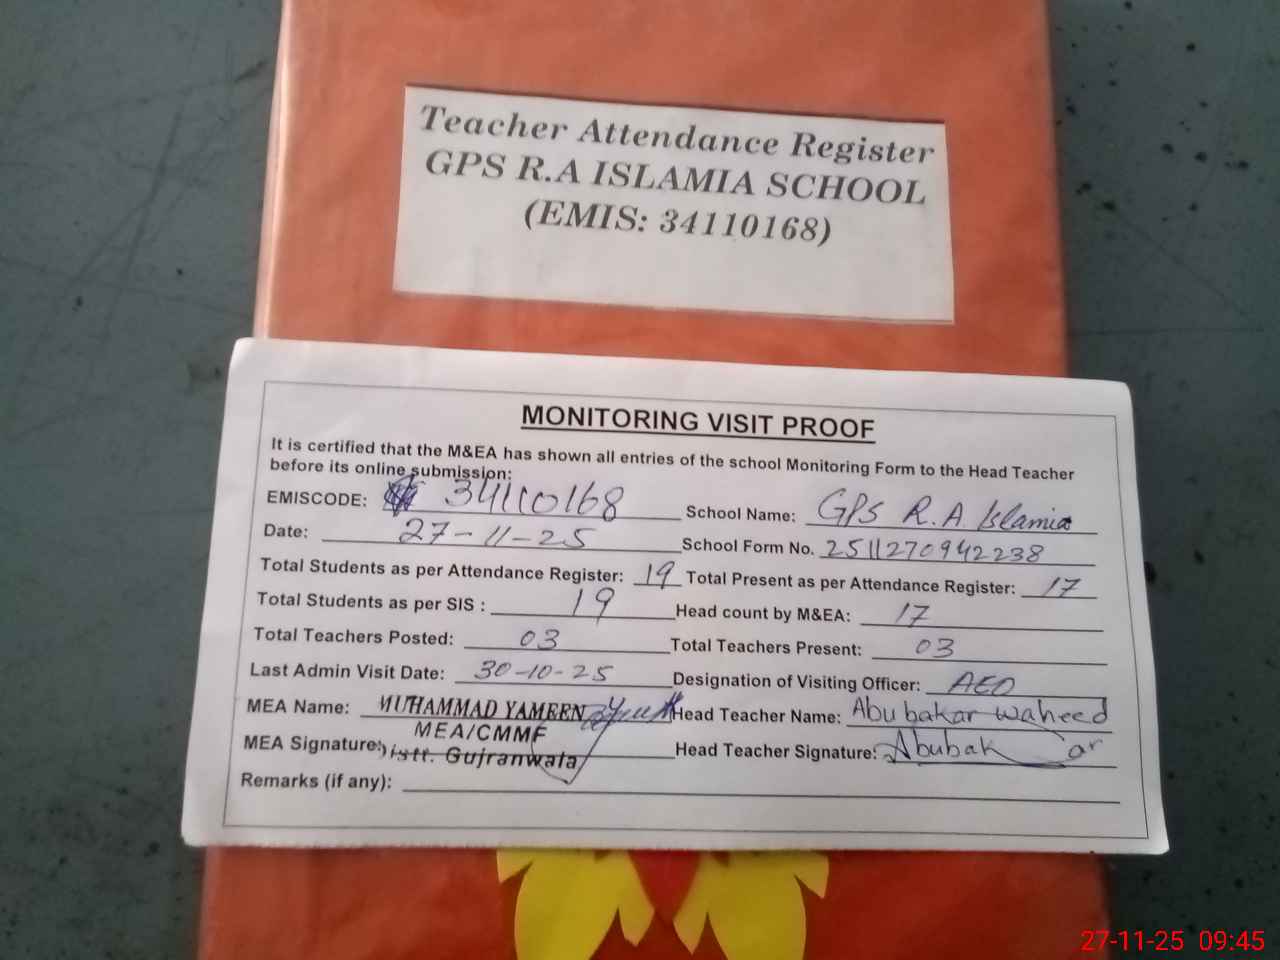 Teacher Attendance Register
GPS R.A ISLAMIA SCHOOL
(EMIS: 34110168)
MONITORING VISIT PROOF
It is certified that the M&EA has shown all entries of the school Monitoring Form to the Head Teacher
before its online submission:
EMISCODE: 34110168 School Name: GPS R.A Islamia
Date: 27-11-25 School Form No. 2511270942238
Total Students as per Attendance Register: 19 Total Present as per Attendance Register: 17
Total Students as per SIS : 19 Head count by M&EA: 17
Total Teachers Posted: 03 Total Teachers Present: 03
Last Admin Visit Date: 30-10-25 Designation of Visiting Officer: AEO
MEA Name: MUHAMMAD YAMEEN Head Teacher Name: Abubakar waheed
MEA/CMMF
MEA Signature: Distt. Gujranwala Head Teacher Signature: Abubakar
Remarks (if any):
27-11-25 09:45